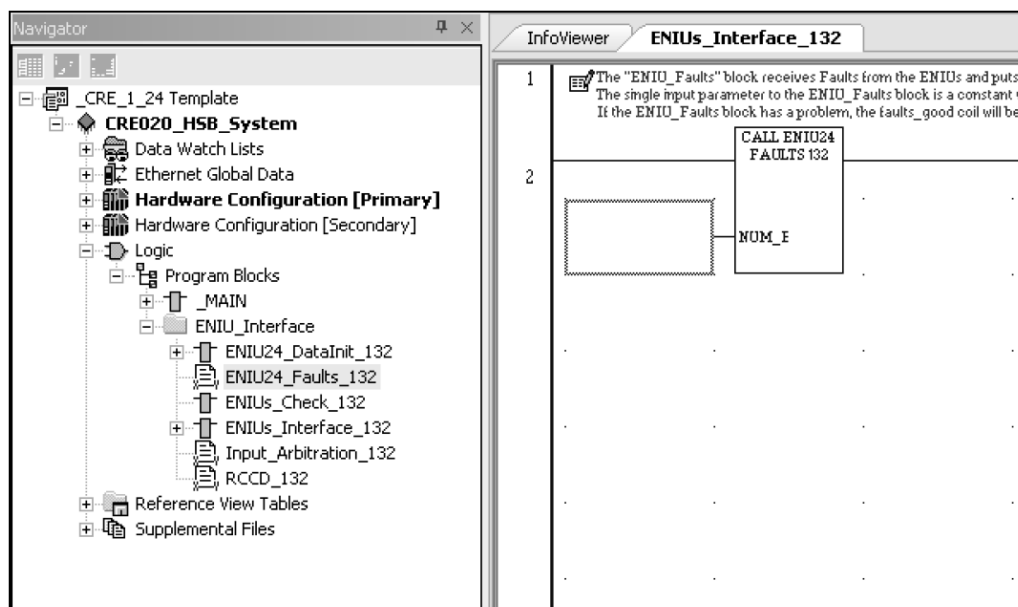 Navigator
_CRE_1_24 Template
CRE020_HSB_System
Data Watch Lists
Ethernet Global Data
Hardware Configuration [Primary]
Hardware Configuration [Secondary]
Logic
Program Blocks
_MAIN
ENIU_Interface
ENIU24_DataInit_132
ENIU24_Faults_132
ENIUs_Check_132
ENIUs_Interface_132
Input_Arbitration_132
RCCD_132
Reference View Tables
Supplemental Files
InfoViewer ENIUs_Interface_132
1 The "ENIU_Faults" block receives Faults from the ENIUs and puts
The single input parameter to the ENIU_Faults block is a constant
If the ENIU_Faults block has a problem, the faults_good coil will be
CALL ENIU24
FAULTS 132
2
NUM_E